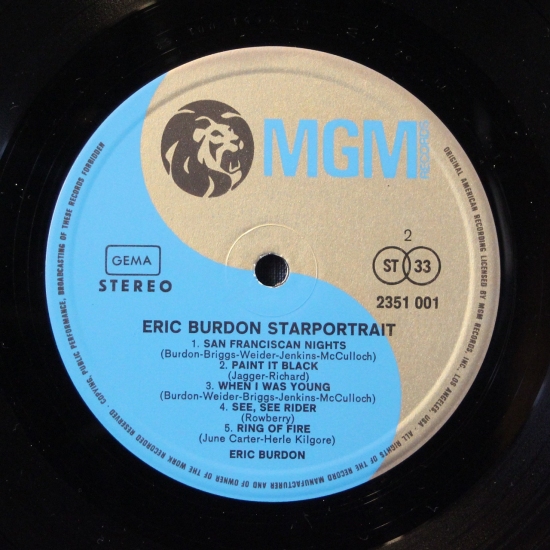 MGM
RECORDS
GEMA
STEREO
2
ST 33
2351 001
ERIC BURDON STARPORTRAIT
1. SAN FRANCISCAN NIGHTS
(Burdon-Briggs-Weider-Jenkins-McCulloch)
2. PAINT IT BLACK
(Jagger-Richard)
3. WHEN I WAS YOUNG
(Burdon-Weider-Briggs-Jenkins-McCulloch)
4. SEE, SEE RIDER
(Rowberry)
5. RING OF FIRE
(June Carter-Herle Kilgore)
ERIC BURDON
ORIGINAL AMERICAN RECORDING LICENSED BY MGM RECORDS, INC., LOS ANGELES, USA · ALL RIGHTS OF THE RECORD MANUFACTURER AND OF OWNER OF THE WORK RECORDED RESERVED · COPYING, PUBLIC PERFORMANCE, BROADCASTING OF THESE RECORDS FORBIDDEN